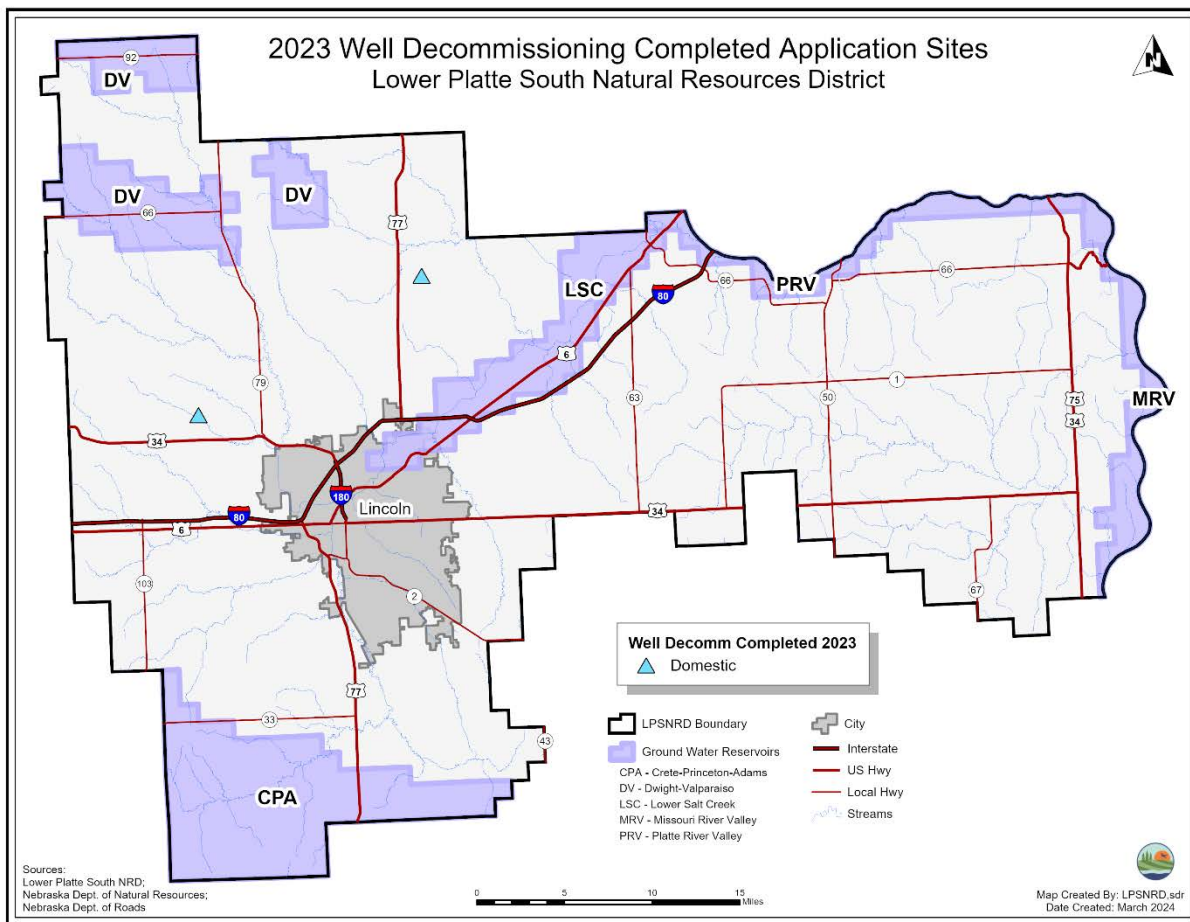 2023 Well Decommissioning Completed Application Sites
Lower Platte South Natural Resources District
N
92
DV
DV
DV
66
77
LSC
80
66
PRV
66
6
79
63
1
50
75
34
MRV
34
180
Lincoln
80
6
34
103
2
67
77
33
43
CPA
Well Decomm Completed 2023
Domestic
LPSNRD Boundary
Ground Water Reservoirs
CPA - Crete-Princeton-Adams
DV - Dwight-Valparaiso
LSC - Lower Salt Creek
MRV - Missouri River Valley
PRV - Platte River Valley
City
Interstate
US Hwy
Local Hwy
Streams
Sources:
Lower Platte South NRD;
Nebraska Dept. of Natural Resources;
Nebraska Dept. of Roads
0 5 10 15
Miles
Map Created By: LPSNRD.sdr
Date Created: March 2024